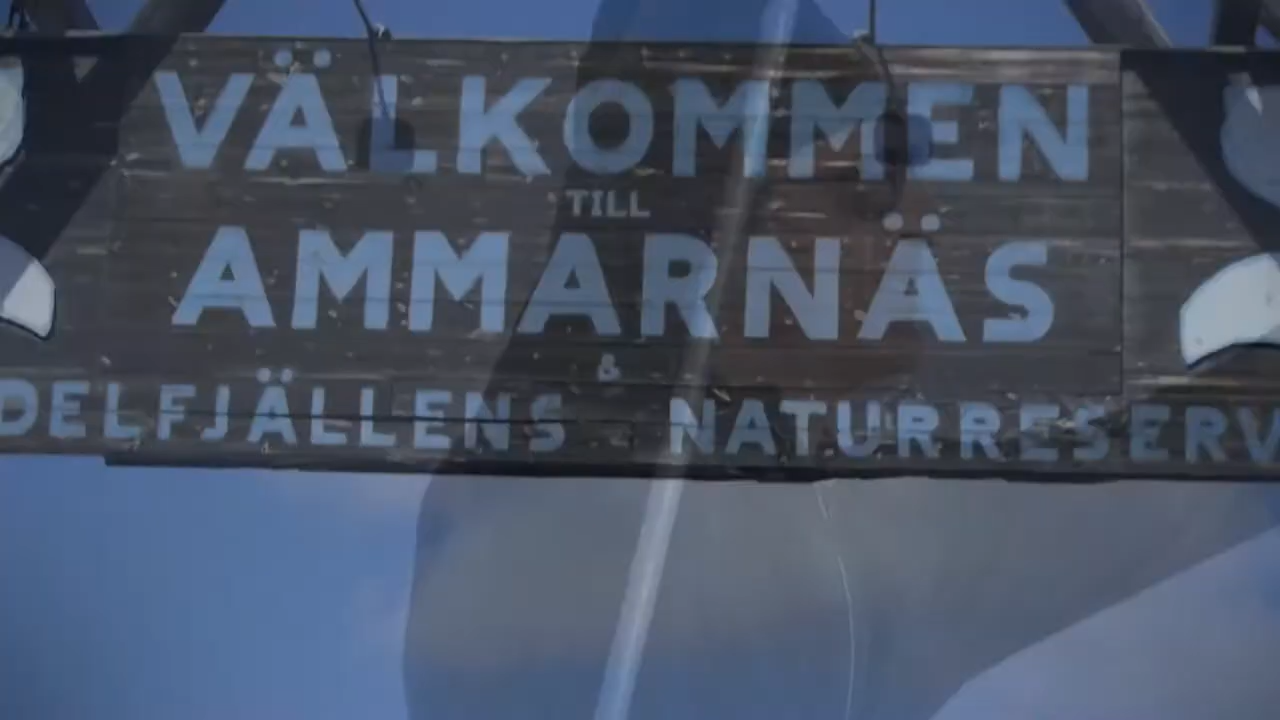 VÄLKOMMEN
TILL
AMMARNÄS
&
DELFJÄLLENS NATURRESERV